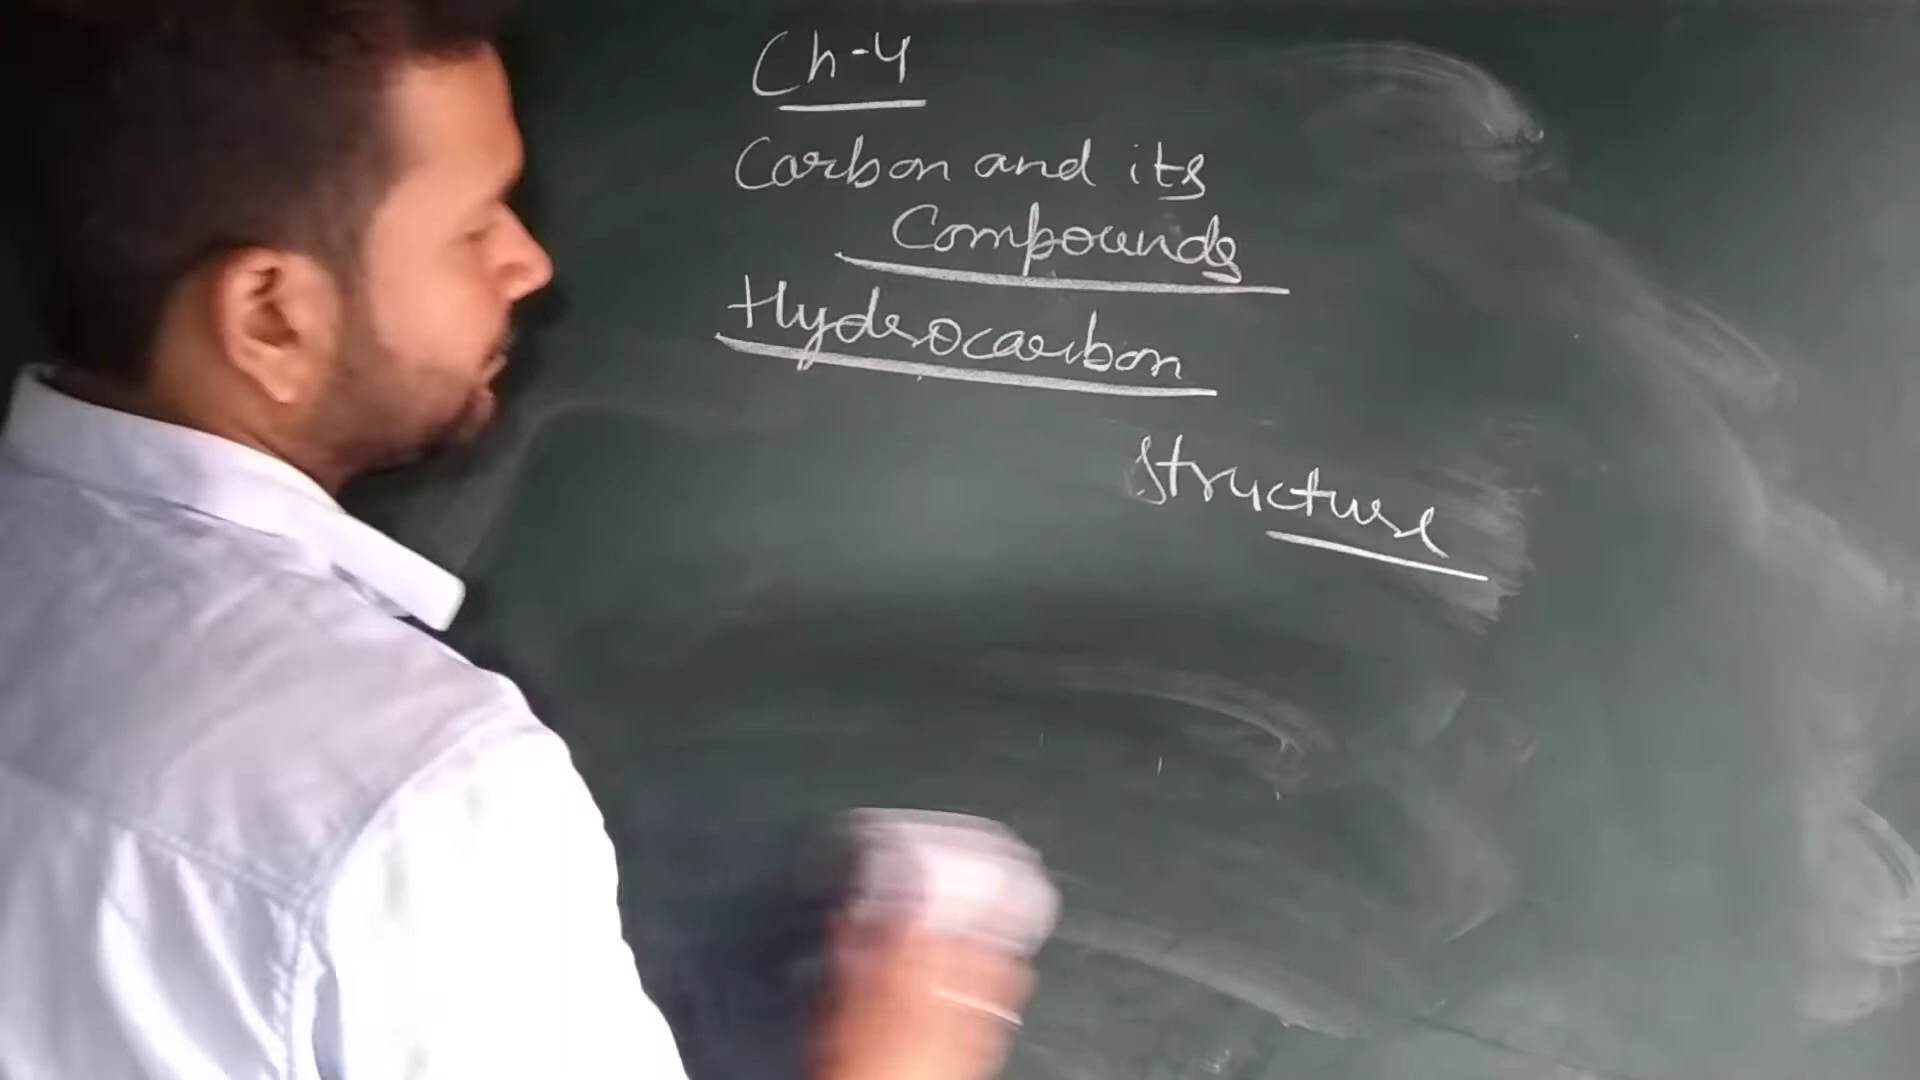 Ch-4
Carbon and its
Compounds
Hydrocarbon
Structure